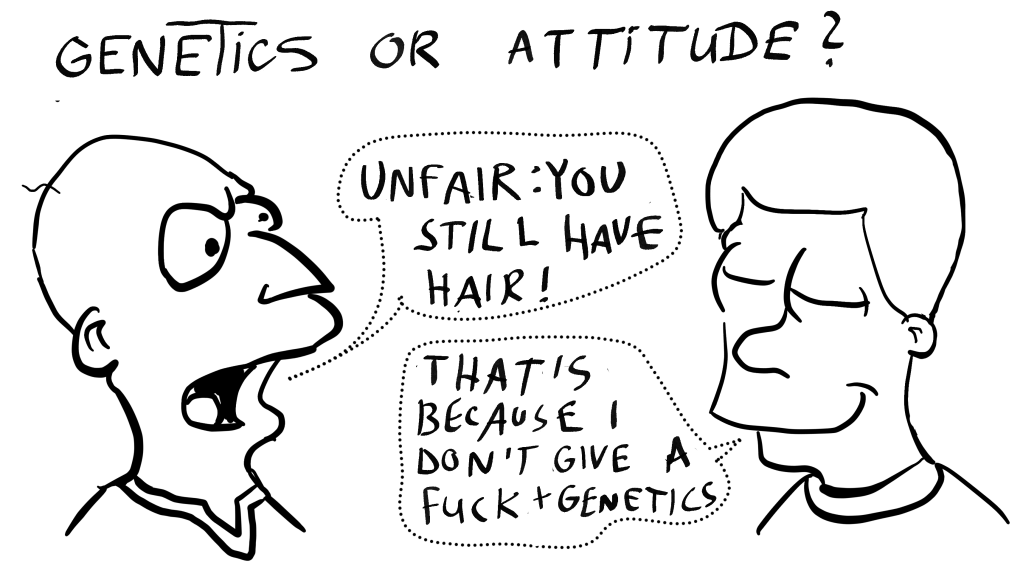 GENETICS OR ATTITUDE?
UNFAIR: YOU
STILL HAVE
HAIR!
THAT'S
BECAUSE I
DON'T GIVE A
FUCK + GENETICS